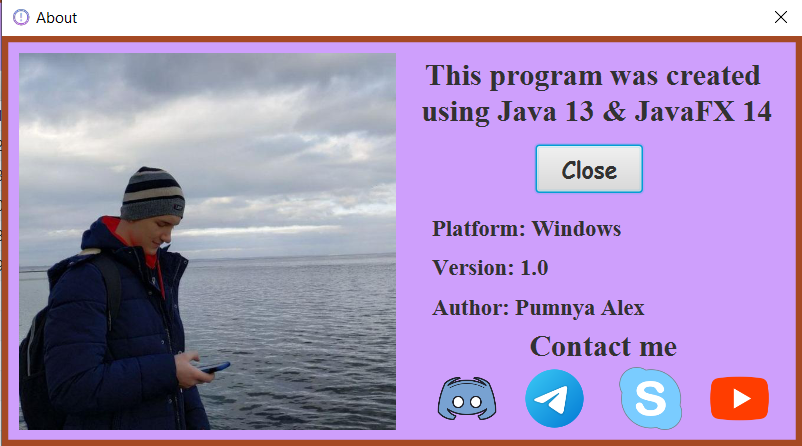 About
This program was created
using Java 13 & JavaFX 14
Close
Platform: Windows
Version: 1.0
Author: Pumnya Alex
Contact me